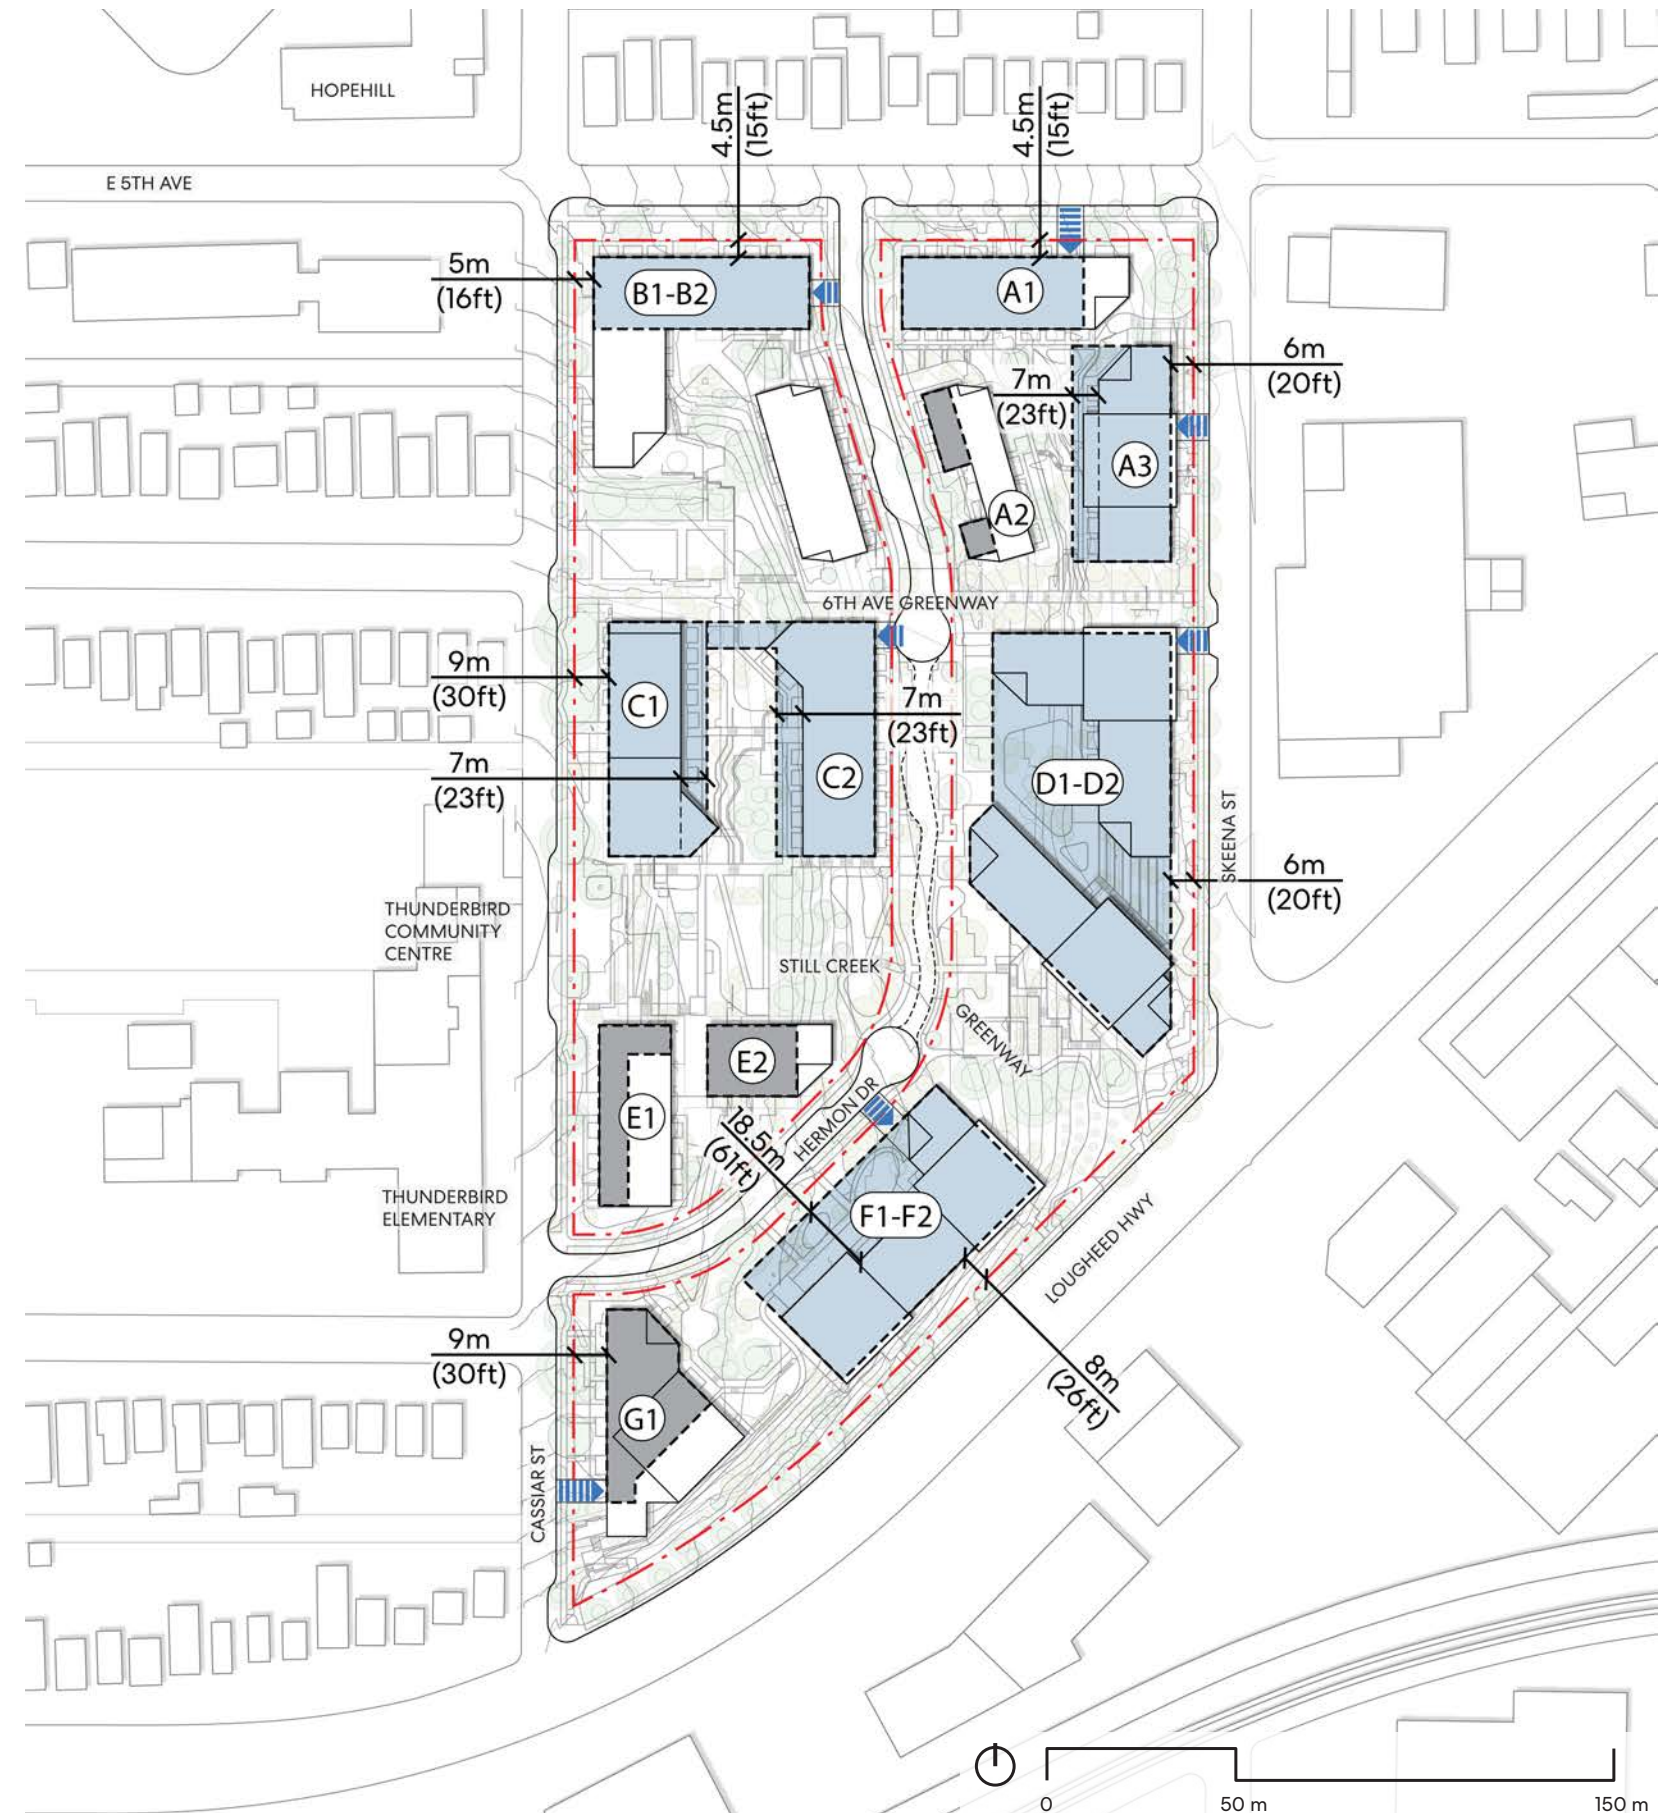 HOPEHILL
4.5m
(15ft)
4.5m
(15ft)
E 5TH AVE
5m
(16ft)
B1-B2
A1
6m
(20ft)
7m
(23ft)
A3
A2
6TH AVE GREENWAY
9m
(30ft)
C1
7m
(23ft)
7m
(23ft)
C2
D1-D2
SKEENA ST
6m
(20ft)
THUNDERBIRD
COMMUNITY
CENTRE
STILL CREEK
GREENWAY
E2
E1
HERMON DR
18.5m
(61ft)
THUNDERBIRD
ELEMENTARY
F1-F2
LOUGHEED HWY
9m
(30ft)
8m
(26ft)
G1
CASSIAR ST
0
50 m
150 m